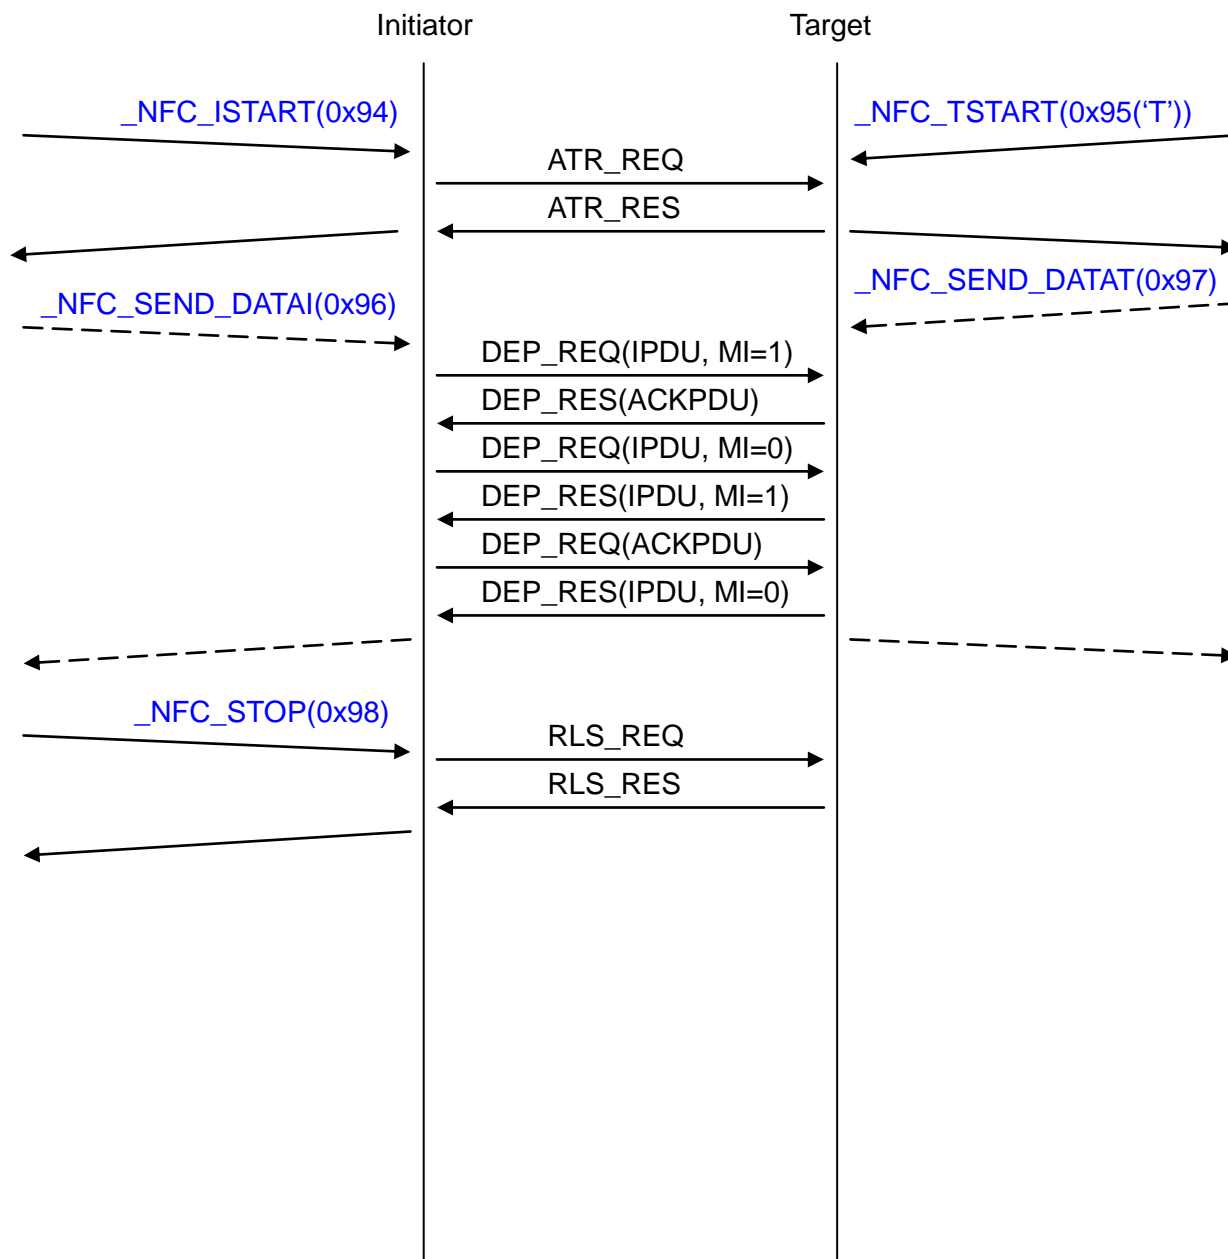 Initiator
Target
_NFC_ISTART(0x94)
_NFC_TSTART(0x95(‘T’))
ATR_REQ
ATR_RES
_NFC_SEND_DATAI(0x96)
_NFC_SEND_DATAT(0x97)
DEP_REQ(IPDU, MI=1)
DEP_RES(ACKPDU)
DEP_REQ(IPDU, MI=0)
DEP_RES(IPDU, MI=1)
DEP_REQ(ACKPDU)
DEP_RES(IPDU, MI=0)
_NFC_STOP(0x98)
RLS_REQ
RLS_RES